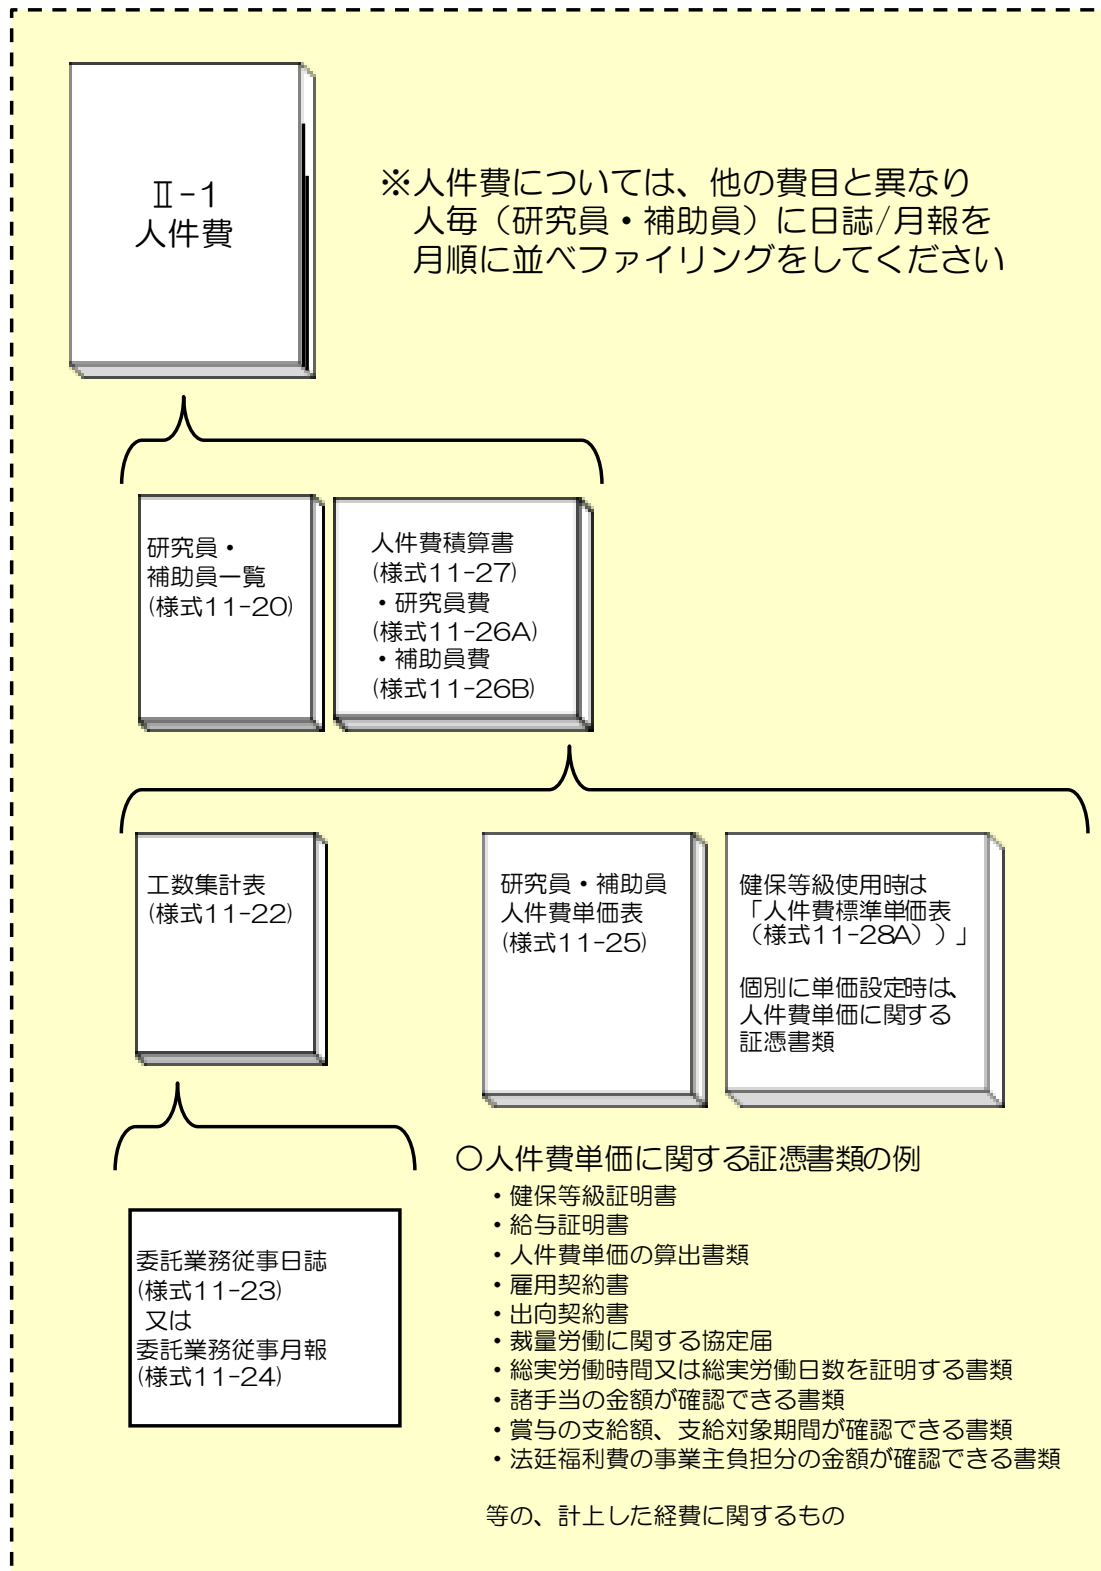 Ⅱ-1
人件費
※人件費については、他の費目と異なり
人毎（研究員・補助員）に日誌/月報を
月順に並べファイリングをしてください
研究員・
補助員一覧
(様式11-20)
人件費積算書
(様式11-27)
・研究員費
(様式11-26A)
・補助員費
(様式11-26B)
工数集計表
(様式11-22)
研究員・補助員
人件費単価表
(様式11-25)
健保等級使用時は
「人件費標準単価表
（様式11-28A））」
個別に単価設定時は、
人件費単価に関する
証憑書類
委託業務従事日誌
(様式11-23)
又は
委託業務従事月報
(様式11-24)
○人件費単価に関する証憑書類の例
・健保等級証明書
・給与証明書
・人件費単価の算出書類
・雇用契約書
・出向契約書
・裁量労働に関する協定届
・総実労働時間又は総実労働日数を証明する書類
・諸手当の金額が確認できる書類
・賞与の支給額、支給対象期間が確認できる書類
・法廷福利費の事業主負担分の金額が確認できる書類
等の、計上した経費に関するもの